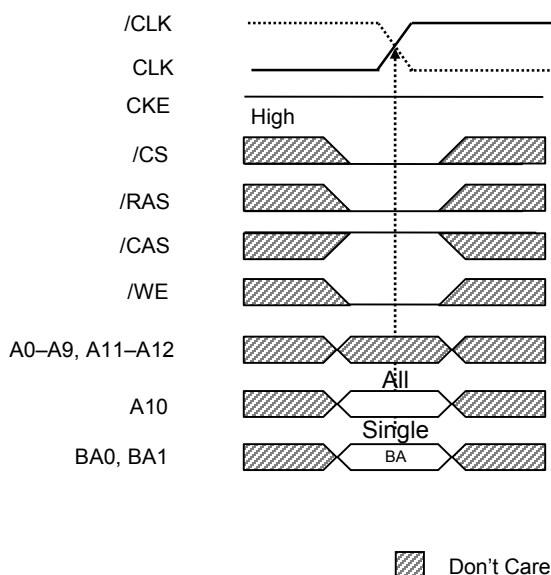 /CLK
CLK
CKE
High
/CS
/RAS
/CAS
/WE
A0–A9, A11–A12
All
A10
Single
BA0, BA1
BA
Don't Care